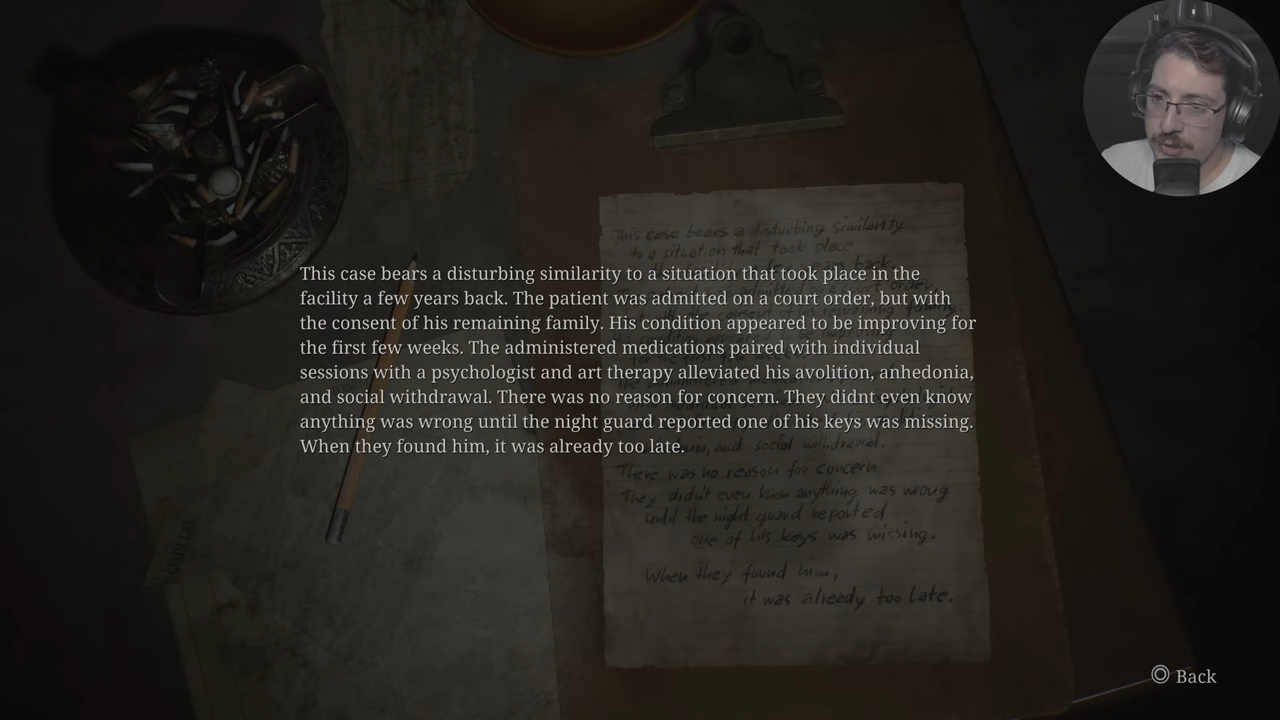 This case bears a disturbing similarity to a situation that took place in the
facility a few years back. The patient was admitted on a court order, but with
the consent of his remaining family. His condition appeared to be improving for
the first few weeks. The administered medications paired with individual
sessions with a psychologist and art therapy alleviated his avolition, anhedonia,
and social withdrawal. There was no reason for concern. They didnt even know
anything was wrong until the night guard reported one of his keys was missing.
When they found him, it was already too late.
This case bears a disturbing similarity
to a situation that took place
and social withdrawal.
There was no reason for concern.
They didn't even know anything was wrong
until the night guard reported
one of his keys was missing.
When they found him,
it was already too late.
Back